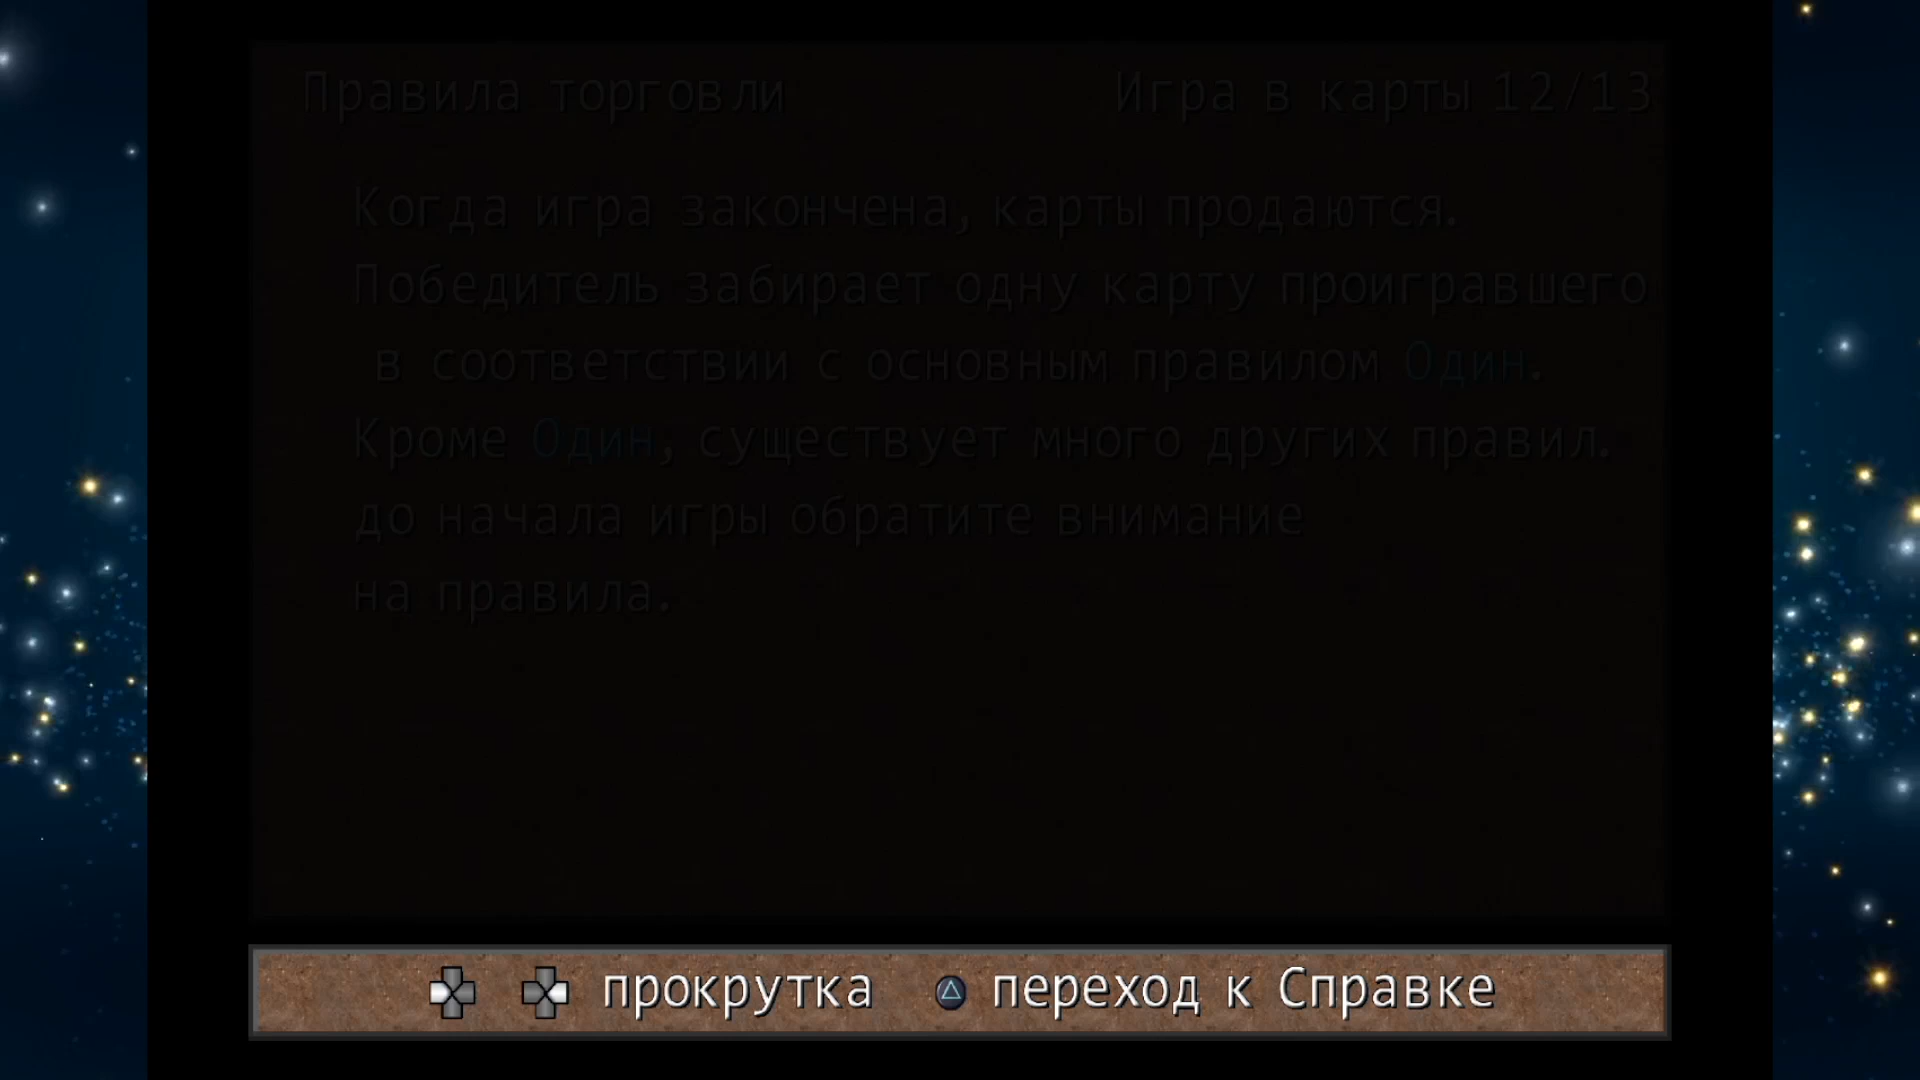 Правила торговли
Игра в карты 12/13
Когда игра закончена, карты продаются.
Победитель забирает одну карту проигравшего
в соответствии с основным правилом Один.
Кроме Один, существует много других правил.
до начала игры обратите внимание
на правила.
прокрутка
переход к Справке